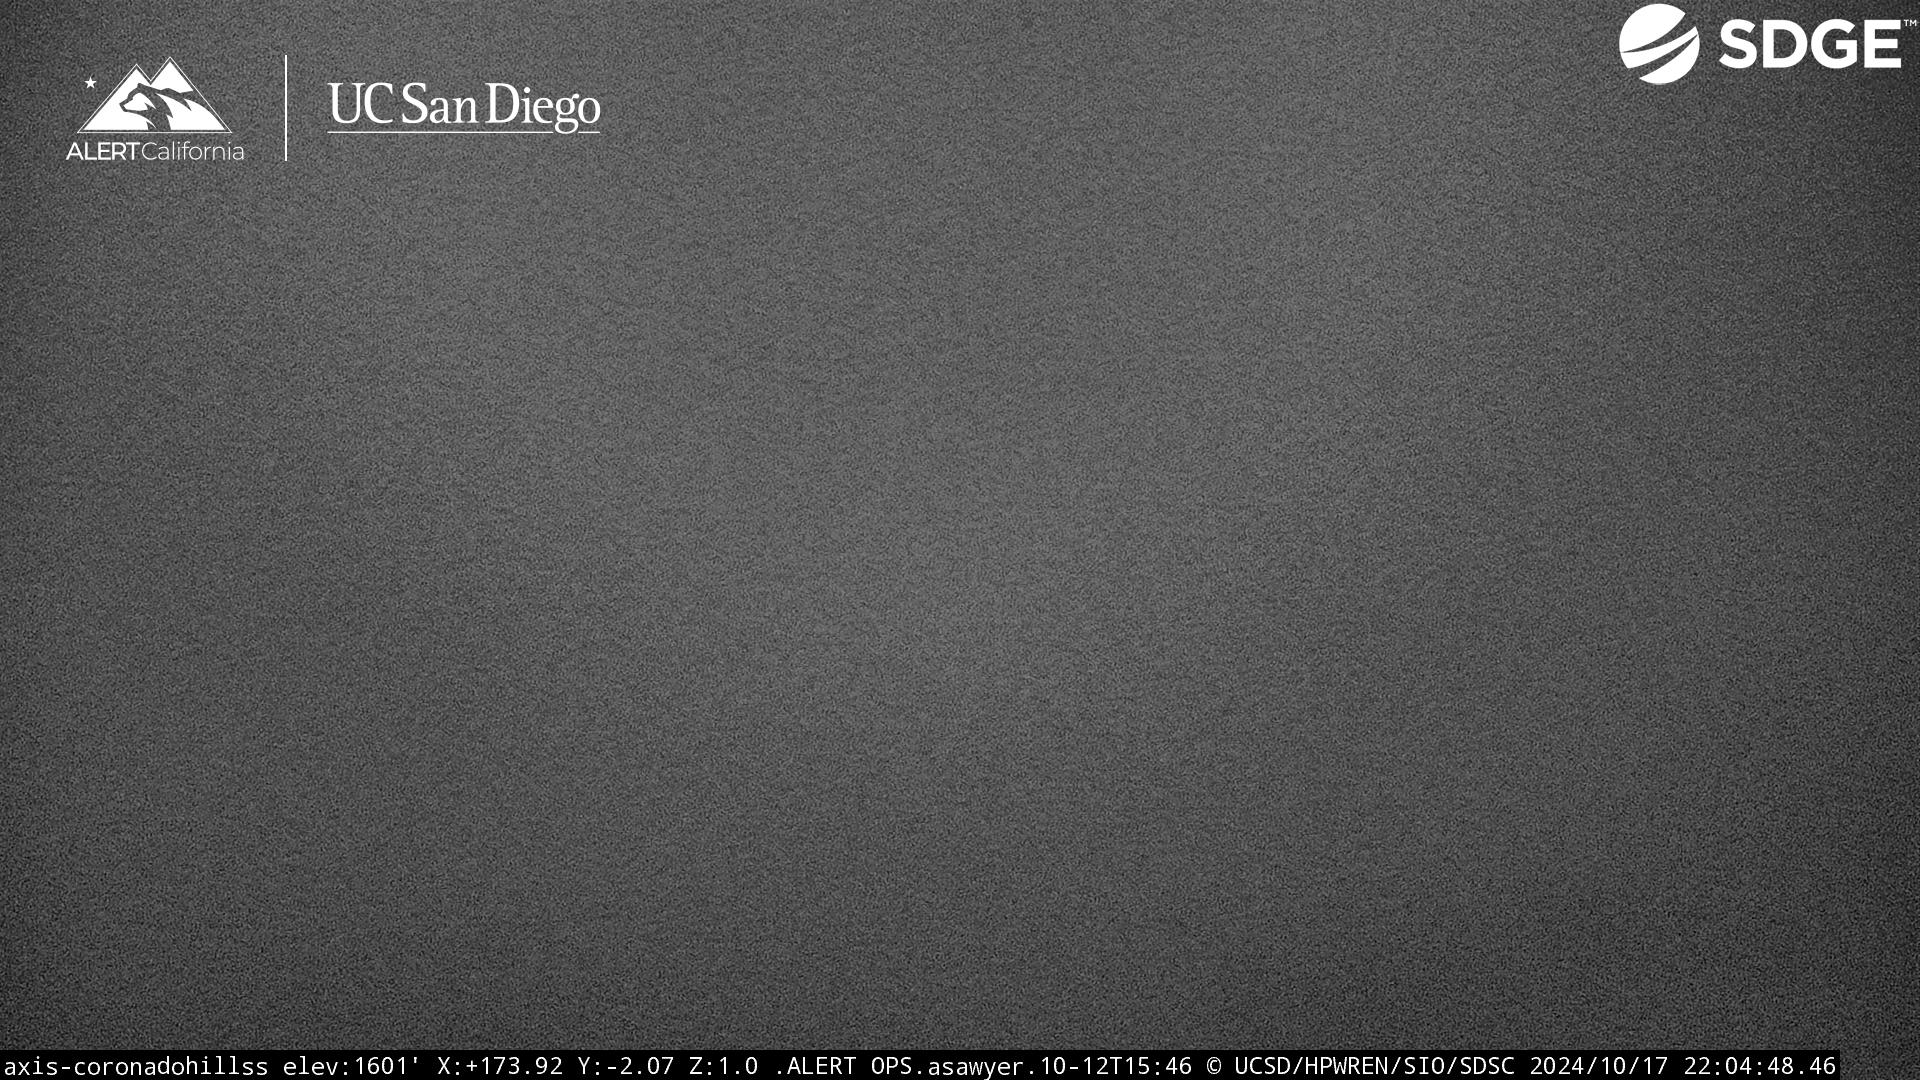 ALERTCalifornia
UC San Diego
SDGE™
axis-coronadohillss elev:1601' X:+173.92 Y:-2.07 Z:1.0 .ALERT OPS.asawyer.10-12T15:46 © UCSD/HPWREN/SIO/SDSC 2024/10/17 22:04:48.46